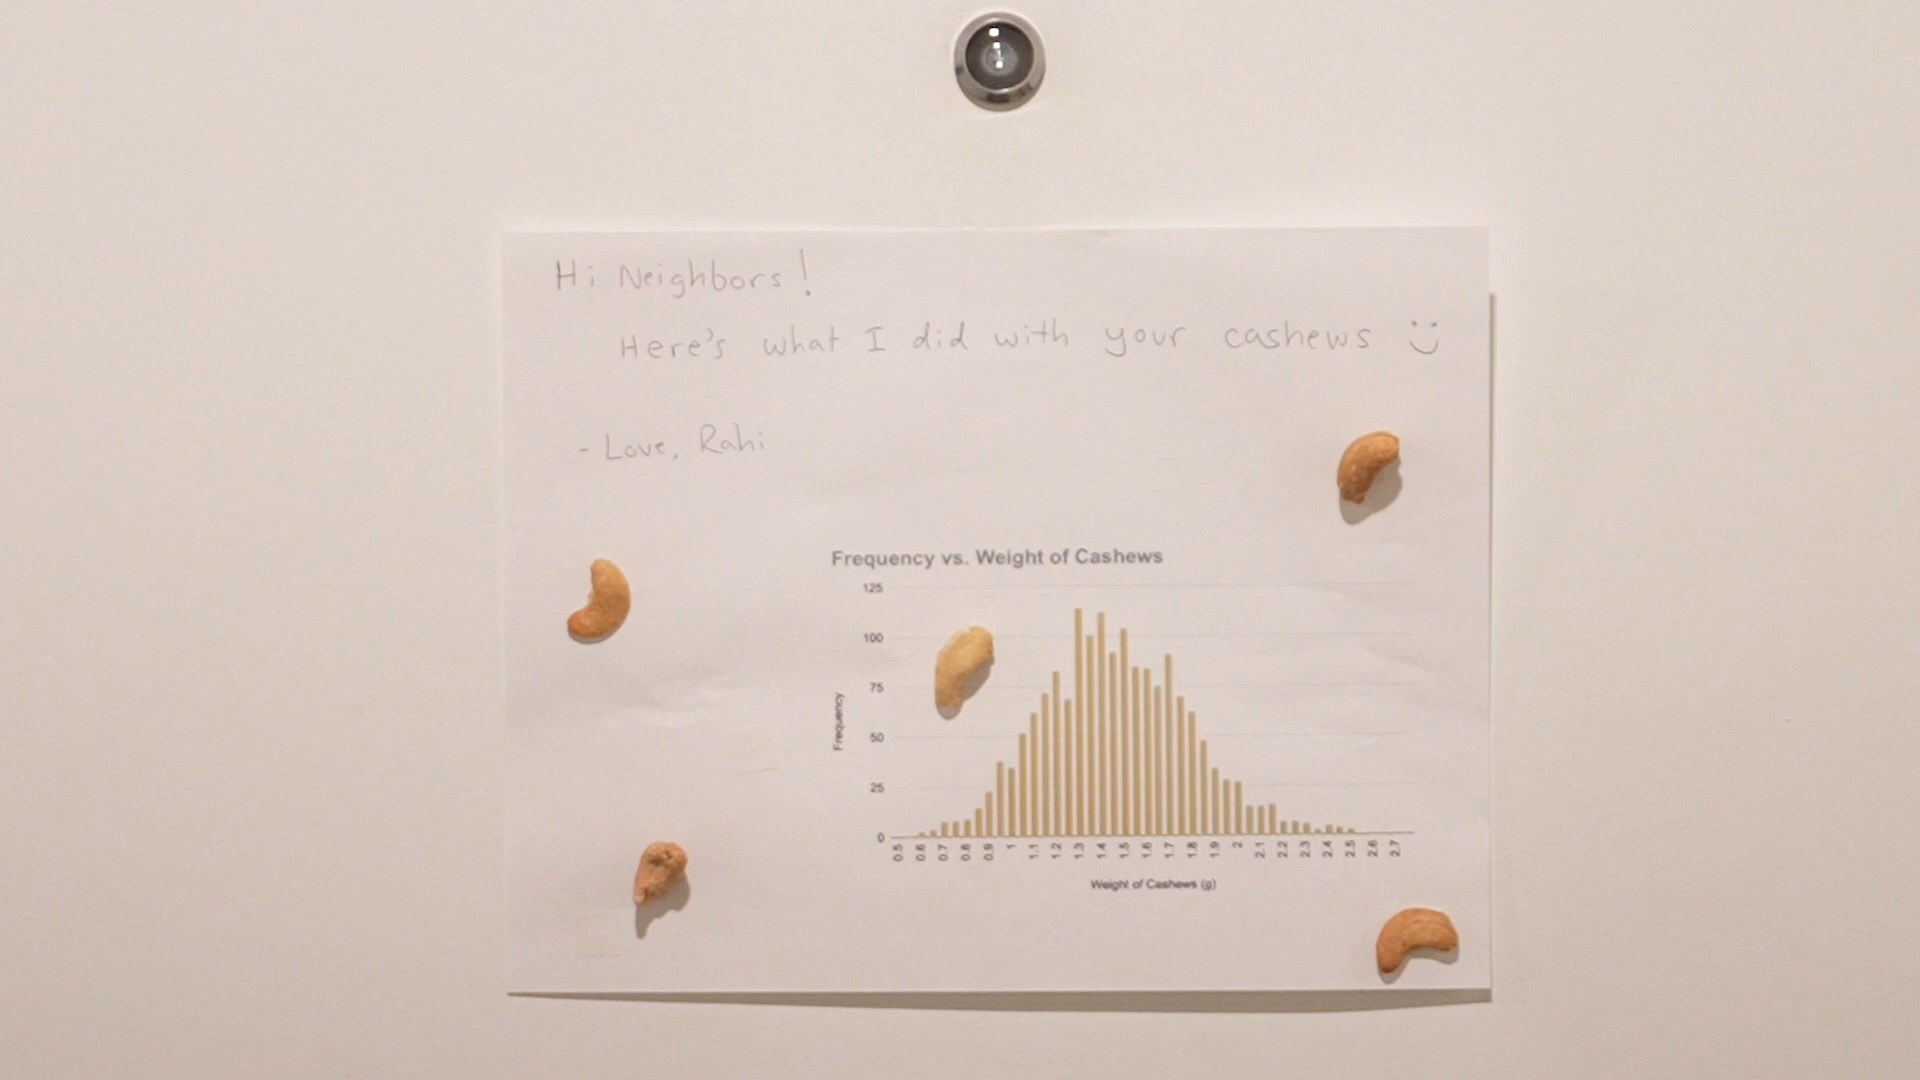 Hi Neighbors!
Here's what I did with your cashews :)
- Love, Rahi
Frequency vs. Weight of Cashews
125
100
75
50
25
0
Frequency
0.5 0.6 0.7 0.8 0.9 1 1.1 1.2 1.3 1.4 1.5 1.6 1.7 1.8 1.9 2 2.1 2.2 2.3 2.4 2.5 2.6 2.7
Weight of Cashews (g)